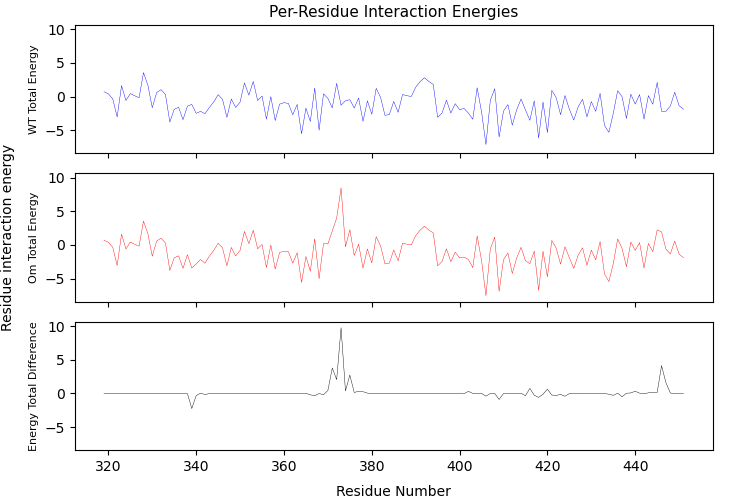 Per-Residue Interaction Energies
Residue interaction energy
WT Total Energy
10
5
0
−5
Om Total Energy
10
5
0
−5
Energy Total Difference
10
5
0
−5
320 340 360 380 400 420 440
Residue Number